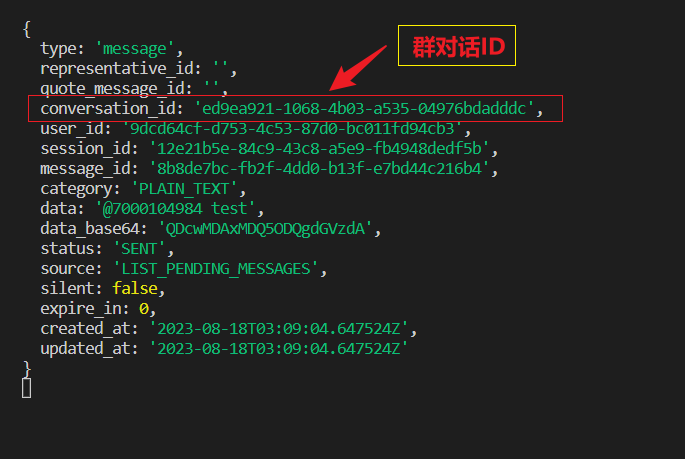 {
type: 'message',
representative_id: '',
quote_message_id: '',
conversation_id: 'ed9ea921-1068-4b03-a535-04976bdadddc',
user_id: '9dcd64cf-d753-4c53-87d0-bc011fd94cb3',
session_id: '12e21b5e-84c9-43c8-a5e9-fb4948dedf5b',
message_id: '8b8de7bc-fb2f-4dd0-b13f-e7bd44c216b4',
category: 'PLAIN_TEXT',
data: '@7000104984 test',
data_base64: 'QDcwMDAxMDQ5ODQgdGVzdA',
status: 'SENT',
source: 'LIST_PENDING_MESSAGES',
silent: false,
expire_in: 0,
created_at: '2023-08-18T03:09:04.647524Z',
updated_at: '2023-08-18T03:09:04.647524Z'
}
群对话ID